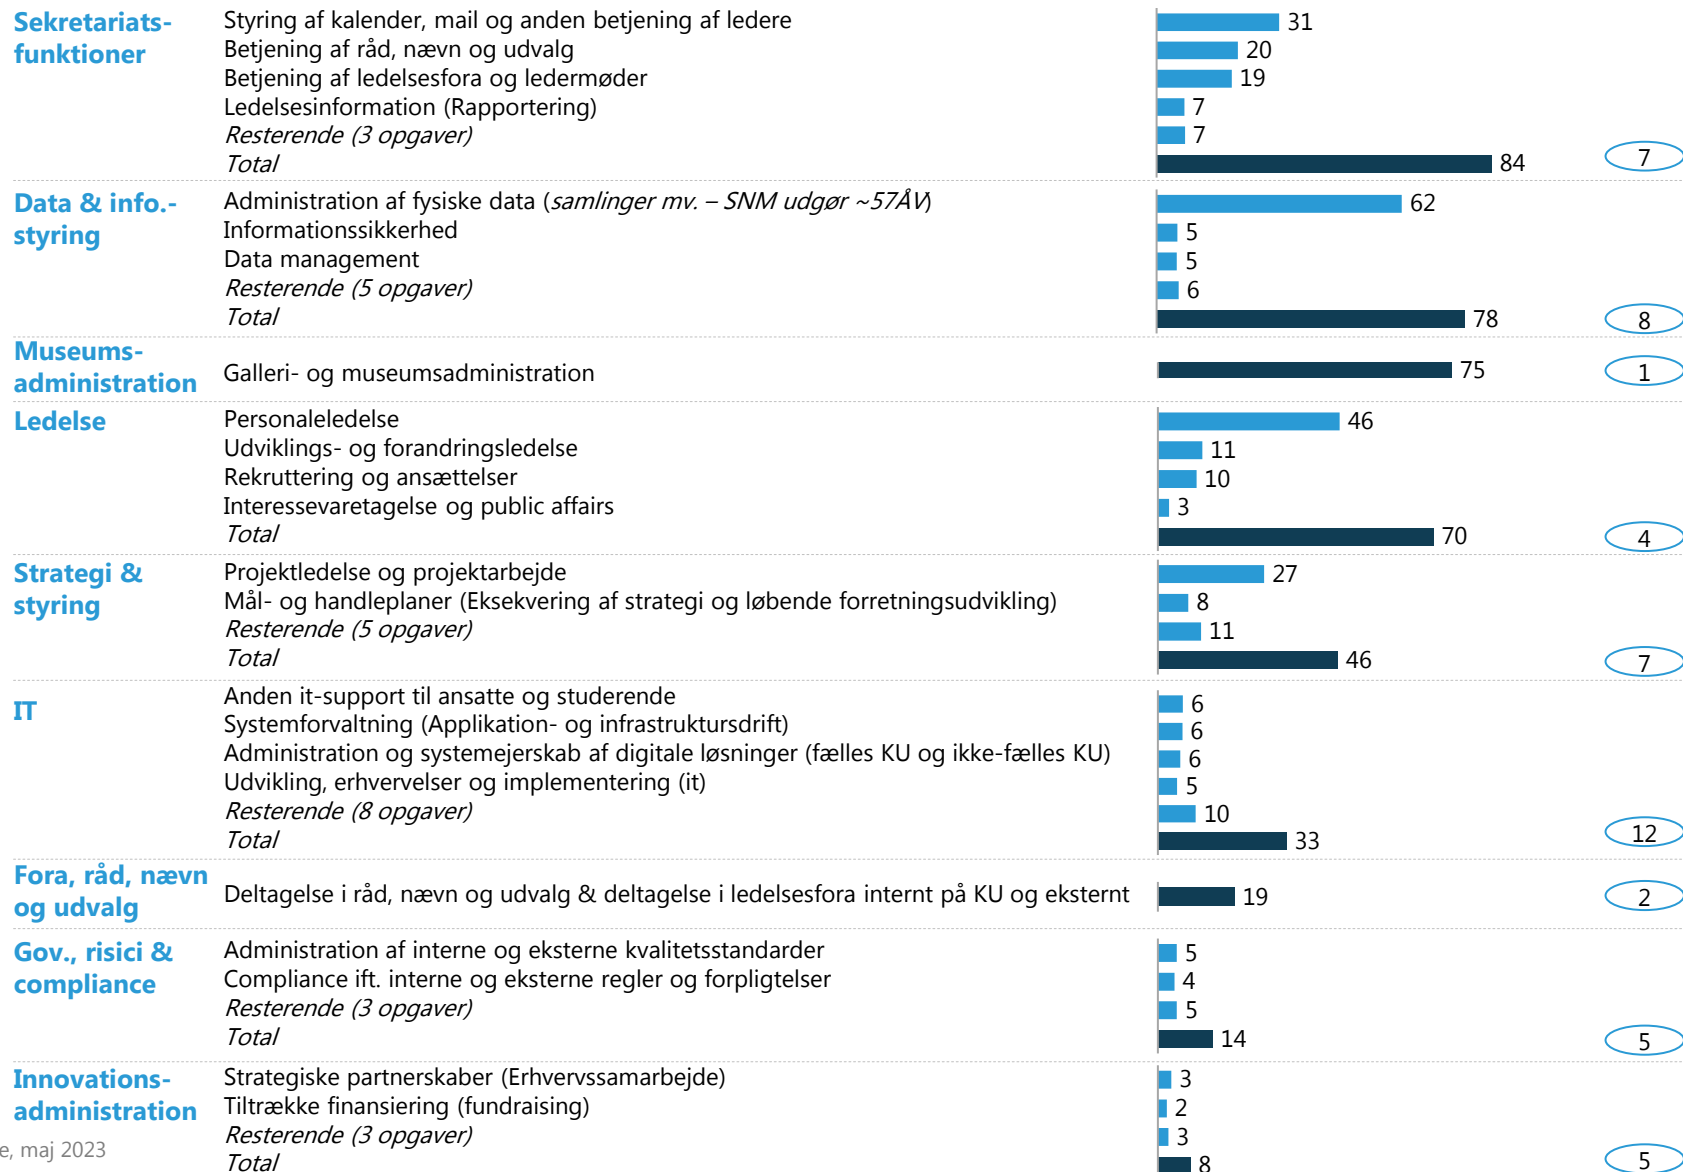 Sekretariats-
funktioner
Styring af kalender, mail og anden betjening af ledere 31
Betjening af råd, nævn og udvalg 20
Betjening af ledelsesfora og ledermøder 19
Ledelsesinformation (Rapportering) 7
Resterende (3 opgaver) 7
Total 84 7
Data & info.-
styring
Administration af fysiske data (samlinger mv. – SNM udgør ~57ÅV) 62
Informationssikkerhed 5
Data management 5
Resterende (5 opgaver) 6
Total 78 8
Museums-
administration
Galleri- og museumsadministration 75 1
Ledelse
Personaleledelse 46
Udviklings- og forandringsledelse 11
Rekruttering og ansættelser 10
Interessevaretagelse og public affairs 3
Total 70 4
Strategi &
styring
Projektledelse og projektarbejde 27
Mål- og handleplaner (Eksekvering af strategi og løbende forretningsudvikling) 8
Resterende (5 opgaver) 11
Total 46 7
IT
Anden it-support til ansatte og studerende 6
Systemforvaltning (Applikation- og infrastruktursdrift) 6
Administration og systemejerskab af digitale løsninger (fælles KU og ikke-fælles KU) 6
Udvikling, erhvervelser og implementering (it) 5
Resterende (8 opgaver) 10
Total 33 12
Fora, råd, nævn
og udvalg
Deltagelse i råd, nævn og udvalg & deltagelse i ledelsesfora internt på KU og eksternt 19 2
Gov., risici &
compliance
Administration af interne og eksterne kvalitetsstandarder 5
Compliance ift. interne og eksterne regler og forpligtelser 4
Resterende (3 opgaver) 5
Total 14 5
Innovations-
administration
Strategiske partnerskaber (Erhvervssamarbejde) 3
Tiltrække finansiering (fundraising) 2
Resterende (3 opgaver) 3
Total 8 5
e, maj 2023